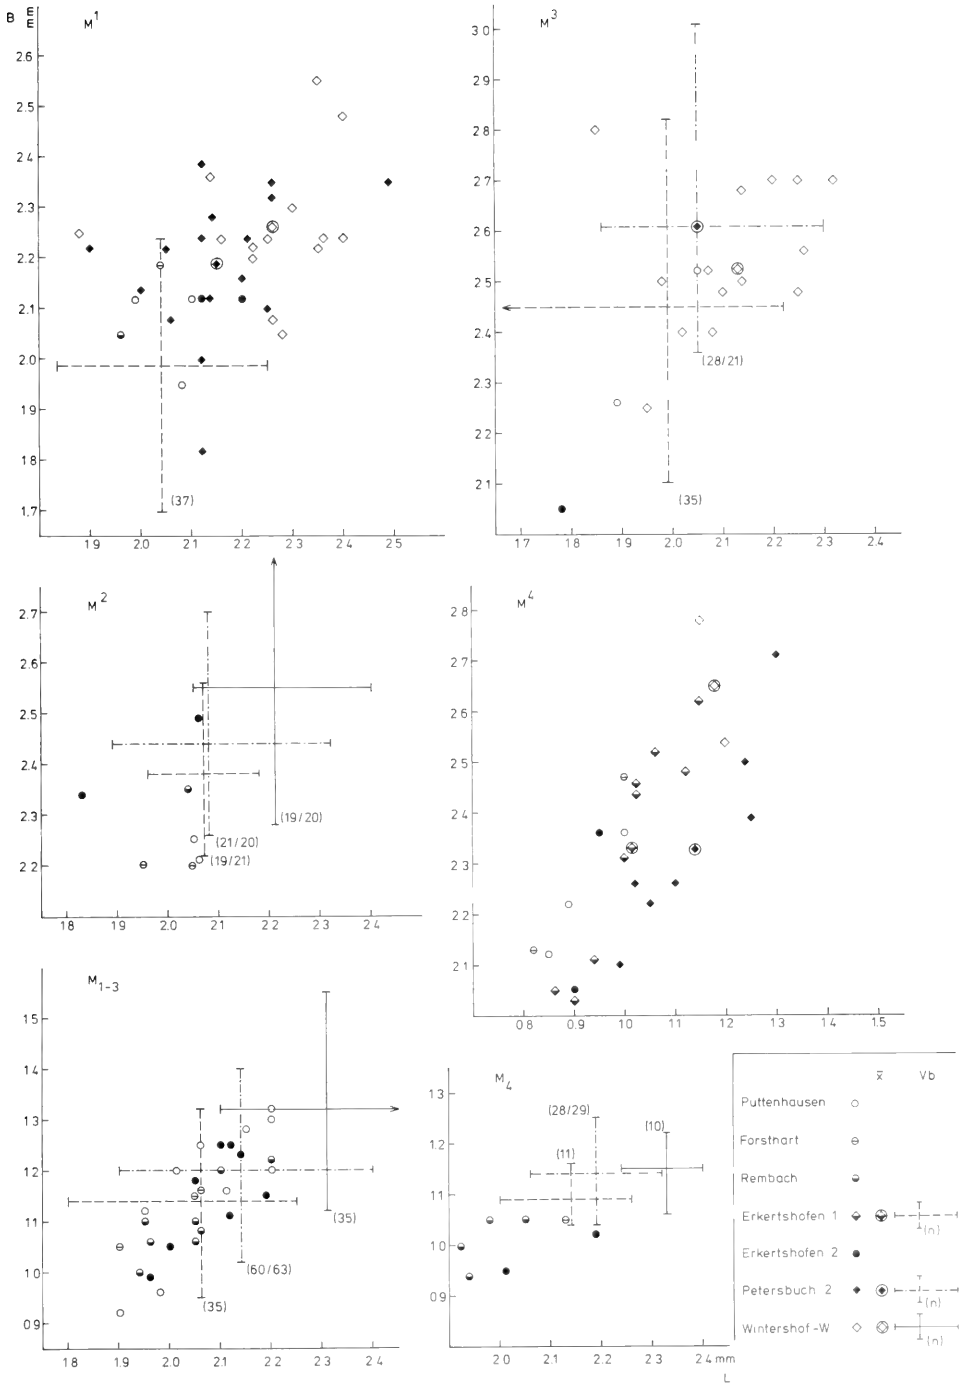 B mm
M¹
2.6
2.5
2.4
2.3
2.2
2.1
2.0
1.9
1.8
1.7
(37)
1.9 2.0 2.1 2.2 2.3 2.4 2.5
M³
3.0
2.9
2.8
2.7
2.6
2.5
2.4
2.3
2.2
2.1
(28/21)
(35)
1.7 1.8 1.9 2.0 2.1 2.2 2.3 2.4
M²
2.7
2.6
2.5
2.4
2.3
2.2
(19/20)
(21/20)
(19/21)
1.8 1.9 2.0 2.1 2.2 2.3 2.4
M⁴
2.8
2.7
2.6
2.5
2.4
2.3
2.2
2.1
0.8 0.9 1.0 1.1 1.2 1.3 1.4 1.5
M₁₋₃
1.5
1.4
1.3
1.2
1.1
1.0
0.9
(35)
(60/63)
(35)
1.8 1.9 2.0 2.1 2.2 2.3 2.4
M₄
1.3
1.2
1.1
1.0
0.9
(28/29)
(10)
(11)
2.0 2.1 2.2 2.3 2.4 mm
L
x̄ Vb
Puttenhausen
Forsthart
Rembach
Erkertshofen 1 (n)
Erkertshofen 2
Petersbuch 2 (n)
Wintershof-W (n)